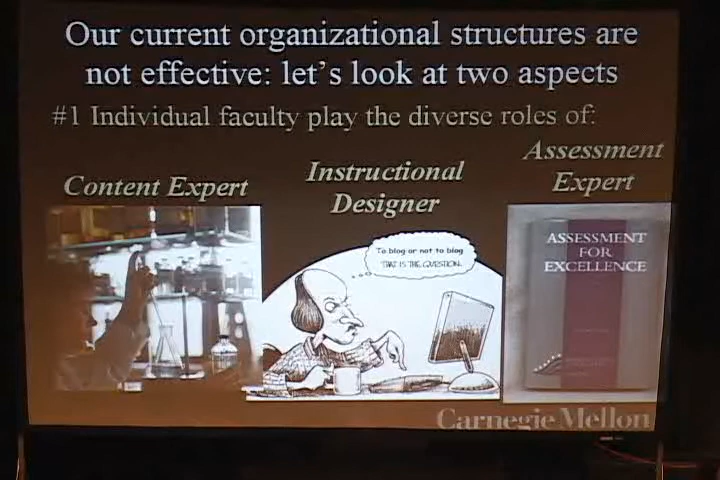 Our current organizational structures are
not effective: let's look at two aspects
#1 Individual faculty play the diverse roles of:
Content Expert
Instructional
Designer
Assessment
Expert
To blog or not to blog
THAT IS THE QUESTION.
ASSESSMENT
FOR
EXCELLENCE
Carnegie Mellon